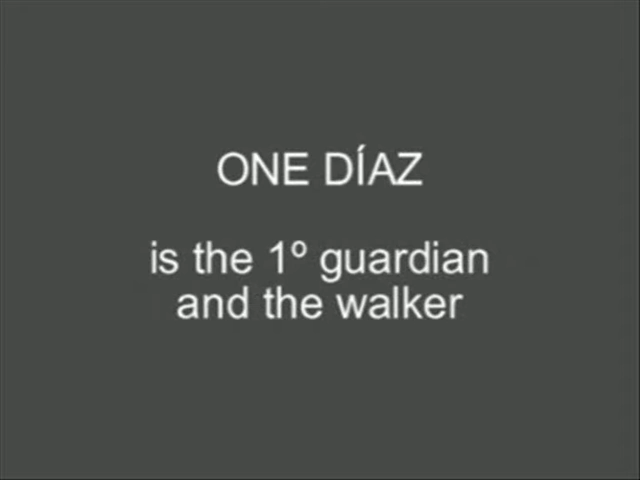 ONE DÍAZ
is the 1º guardian
and the walker